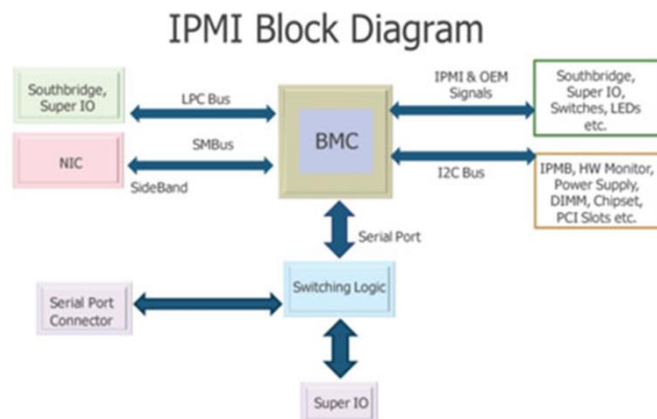 IPMI Block Diagram
Southbridge,
Super IO
LPC Bus
NIC
SMBus
SideBand
BMC
IPMI & OEM
Signals
Southbridge,
Super IO,
Switches, LEDs
etc.
I2C Bus
IPMB, HW Monitor,
Power Supply,
DIMM, Chipset,
PCI Slots etc.
Serial Port
Switching Logic
Serial Port
Connector
Super IO